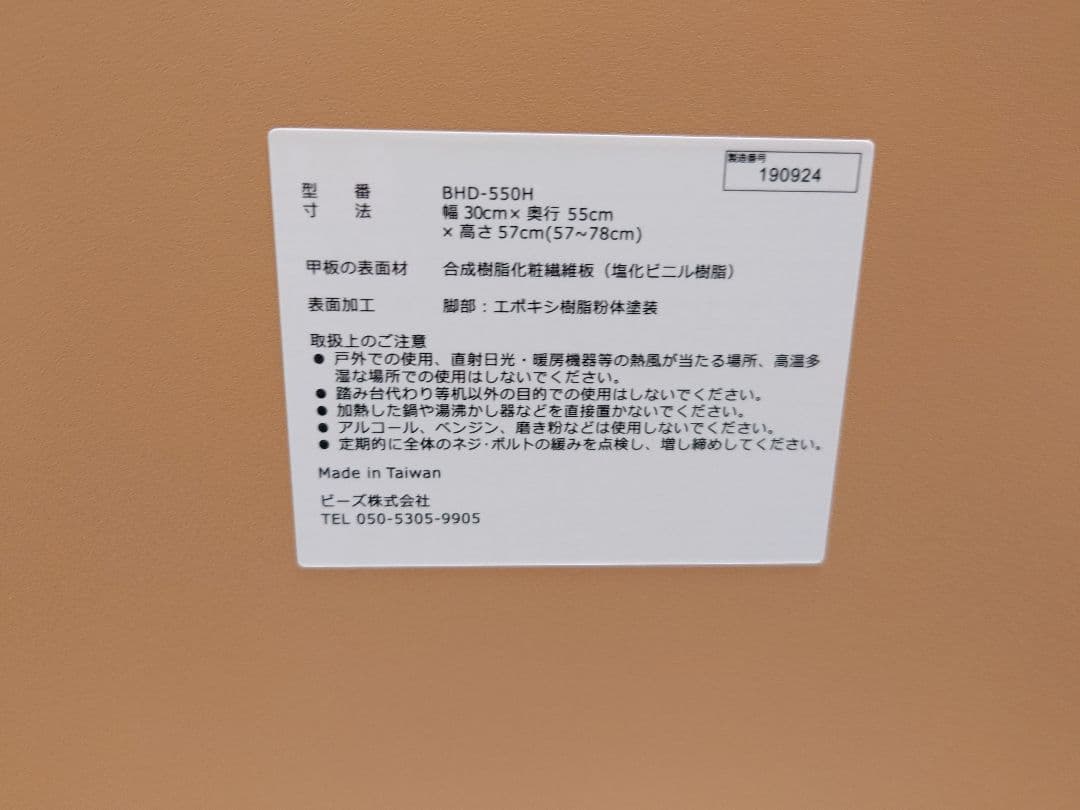 製造番号
190924
型 番 BHD-550H
寸 法 幅 30cm× 奥行 55cm
× 高さ 57cm(57~78cm)
甲板の表面材 合成樹脂化粧繊維板（塩化ビニル樹脂）
表面加工 脚部：エポキシ樹脂粉体塗装
取扱上のご注意
● 戸外での使用、直射日光・暖房機器等の熱風が当たる場所、高温多
湿な場所での使用はしないでください。
● 踏み台代わり等机以外の目的での使用はしないでください。
● 加熱した鍋や湯沸かし器などを直接置かないでください。
● アルコール、ベンジン、磨き粉などは使用しないでください。
● 定期的に全体のネジ･ボルトの緩みを点検し、増し締めしてください。
Made in Taiwan
ビーズ株式会社
TEL 050-5305-9905